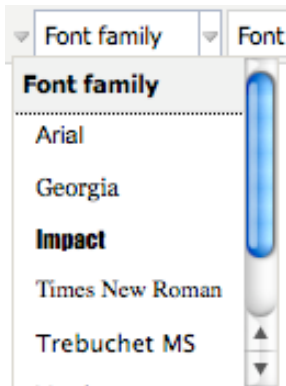 Font family Font
Font family
Arial
Georgia
Impact
Times New Roman
Trebuchet MS